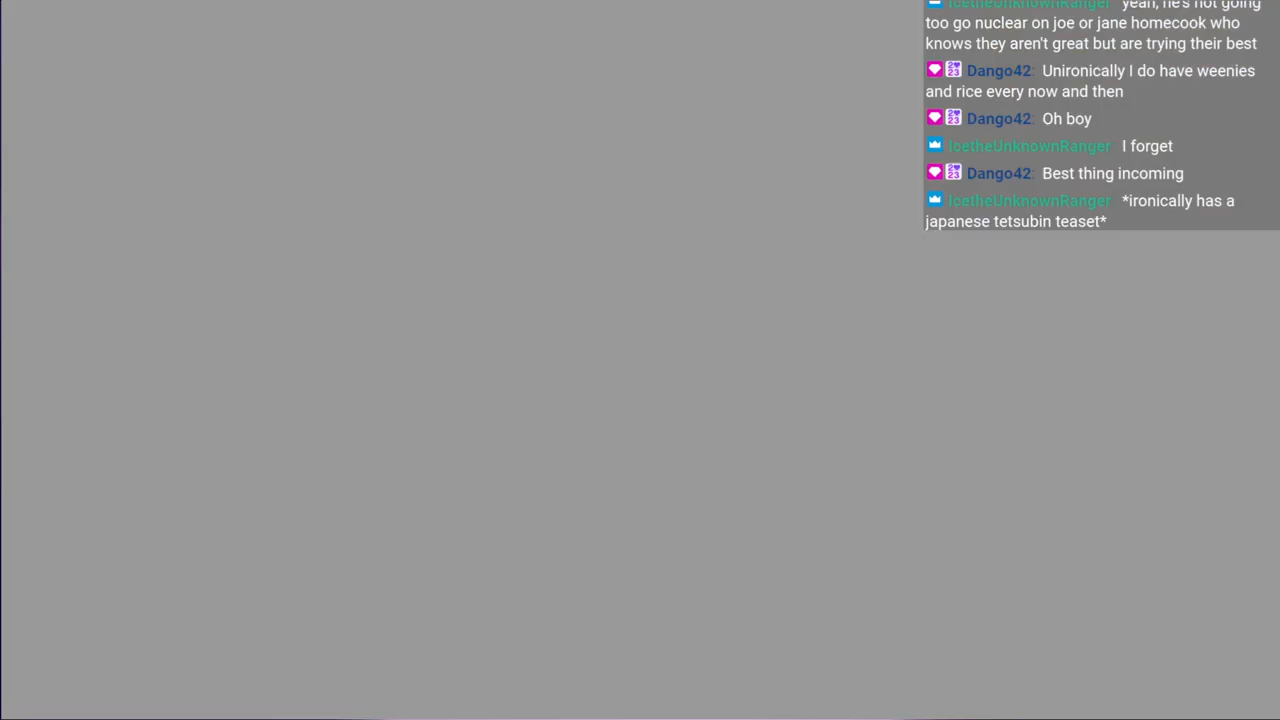 IcetheUnknownRanger yeah, he's not going
too go nuclear on joe or jane homecook who
knows they aren't great but are trying their best
Dango42: Unironically I do have weenies
and rice every now and then
Dango42: Oh boy
IcetheUnknownRanger I forget
Dango42: Best thing incoming
IcetheUnknownRanger *ironically has a
japanese tetsubin teaset*